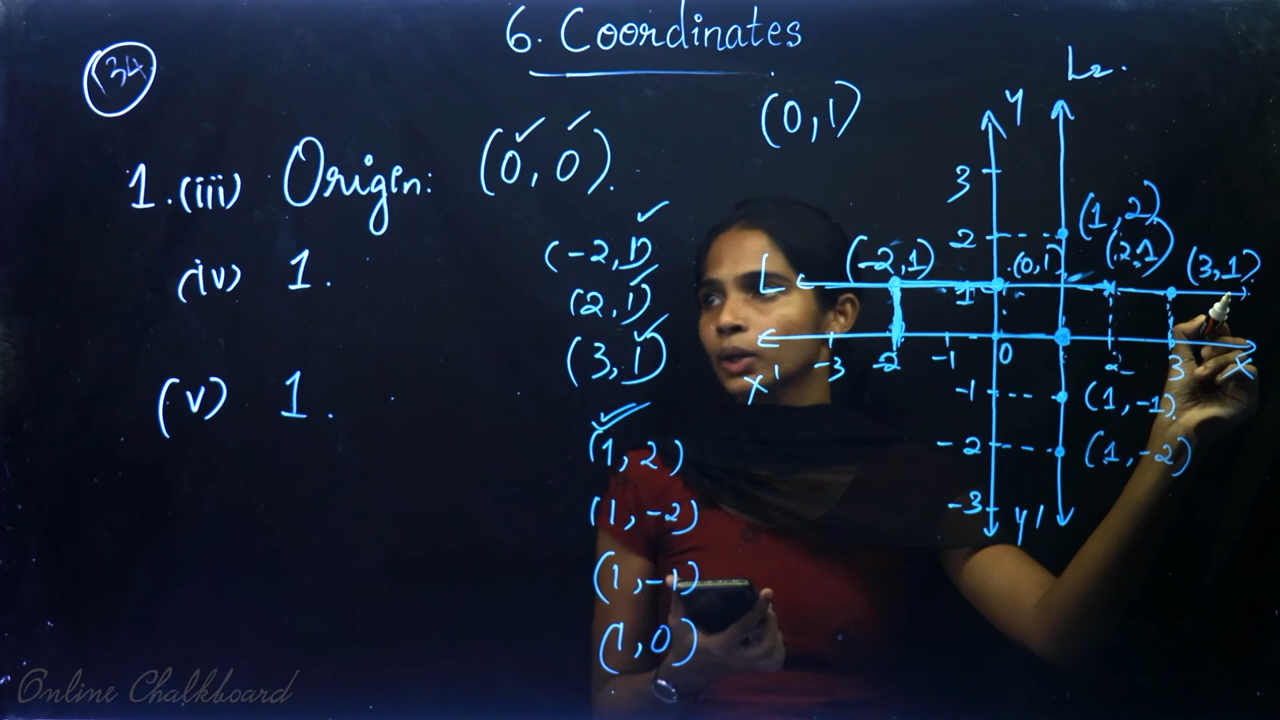 6. Coordinates
34
1. (iii) Origin: (0, 0).
(iv) 1.
(v) 1.
(-2, 1)
(2, 1)
(3, 1)
(1, 2)
(1, -2)
(1, -1)
(1, 0)
(0, 1)
L2.
Y
3
2
(1, 2)
(-2, 1)
(0, 1)
(2, 1)
(3, 1)
L
1
X'
-3
-2
-1
0
2
3
X
-1
(1, -1)
-2
(1, -2)
-3
Y'
Online Chalkboard